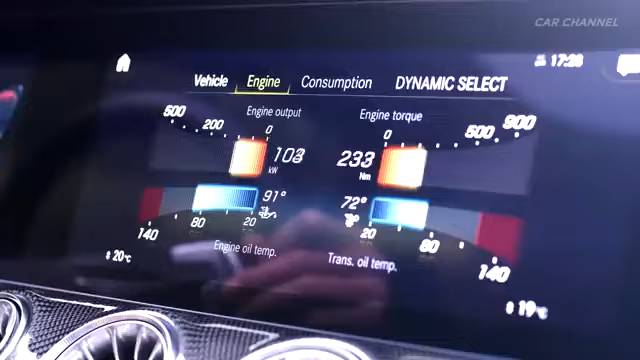 CAR CHANNEL
17:28
Vehicle Engine Consumption DYNAMIC SELECT
Engine output Engine torque
500 200 0 0 500 900
kW
233 Nm
91° 72°
80 20 20 80
140 140
Engine oil temp. Trans. oil temp.
20°C 19°C